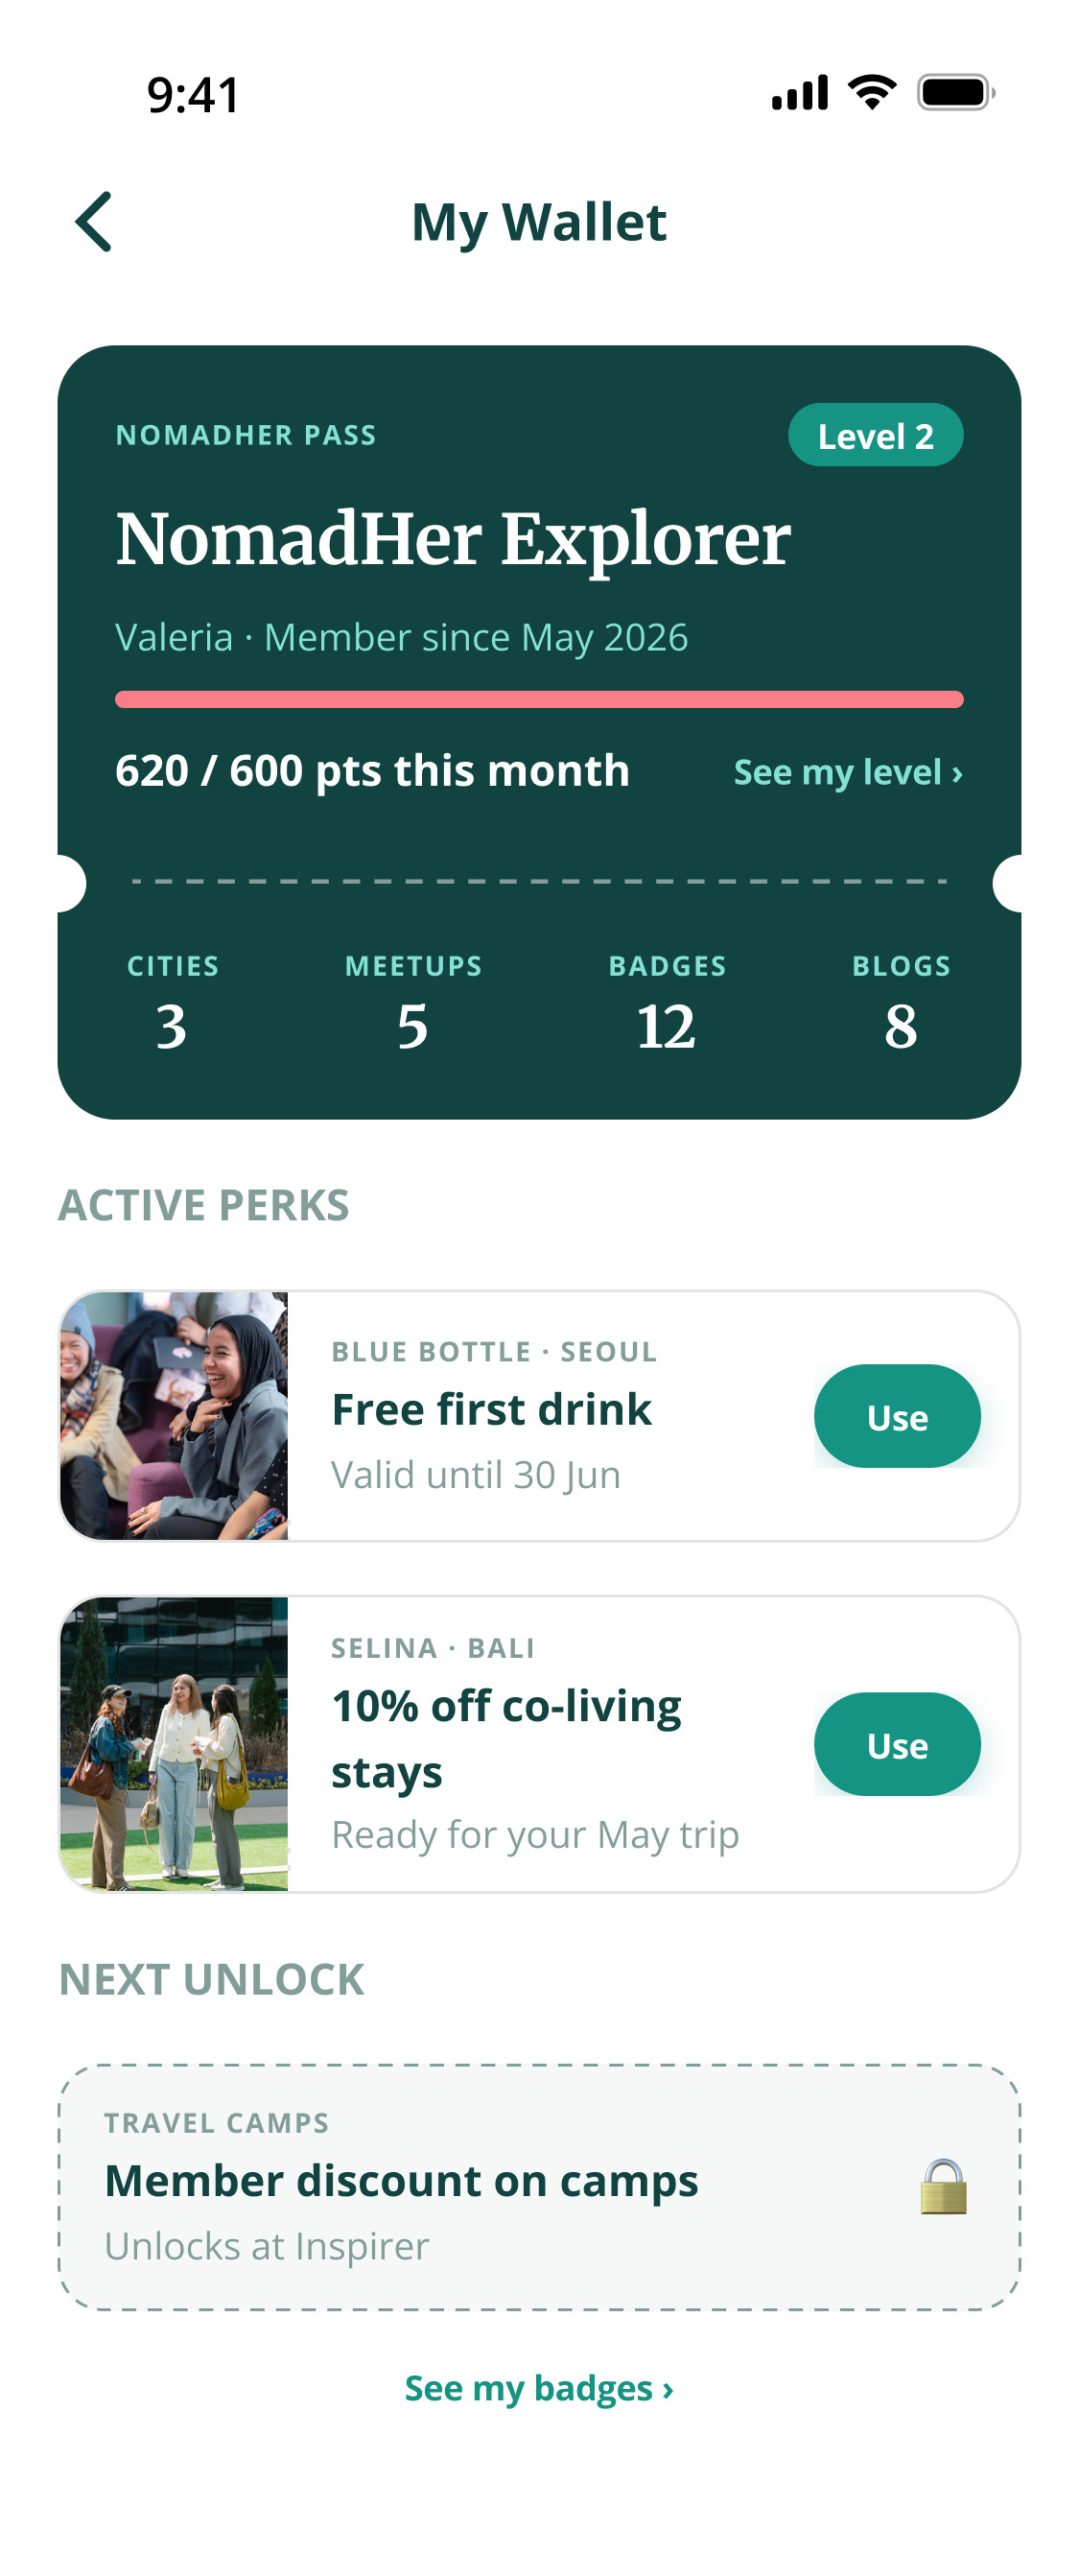 9:41
My Wallet
NOMADHER PASS
Level 2
NomadHer Explorer
Valeria · Member since May 2026
620 / 600 pts this month
See my level ›
CITIES
MEETUPS
BADGES
BLOGS
3
5
12
8
ACTIVE PERKS
BLUE BOTTLE · SEOUL
Free first drink
Valid until 30 Jun
Use
SELINA · BALI
10% off co-living
stays
Ready for your May trip
Use
NEXT UNLOCK
TRAVEL CAMPS
Member discount on camps
Unlocks at Inspirer
See my badges ›